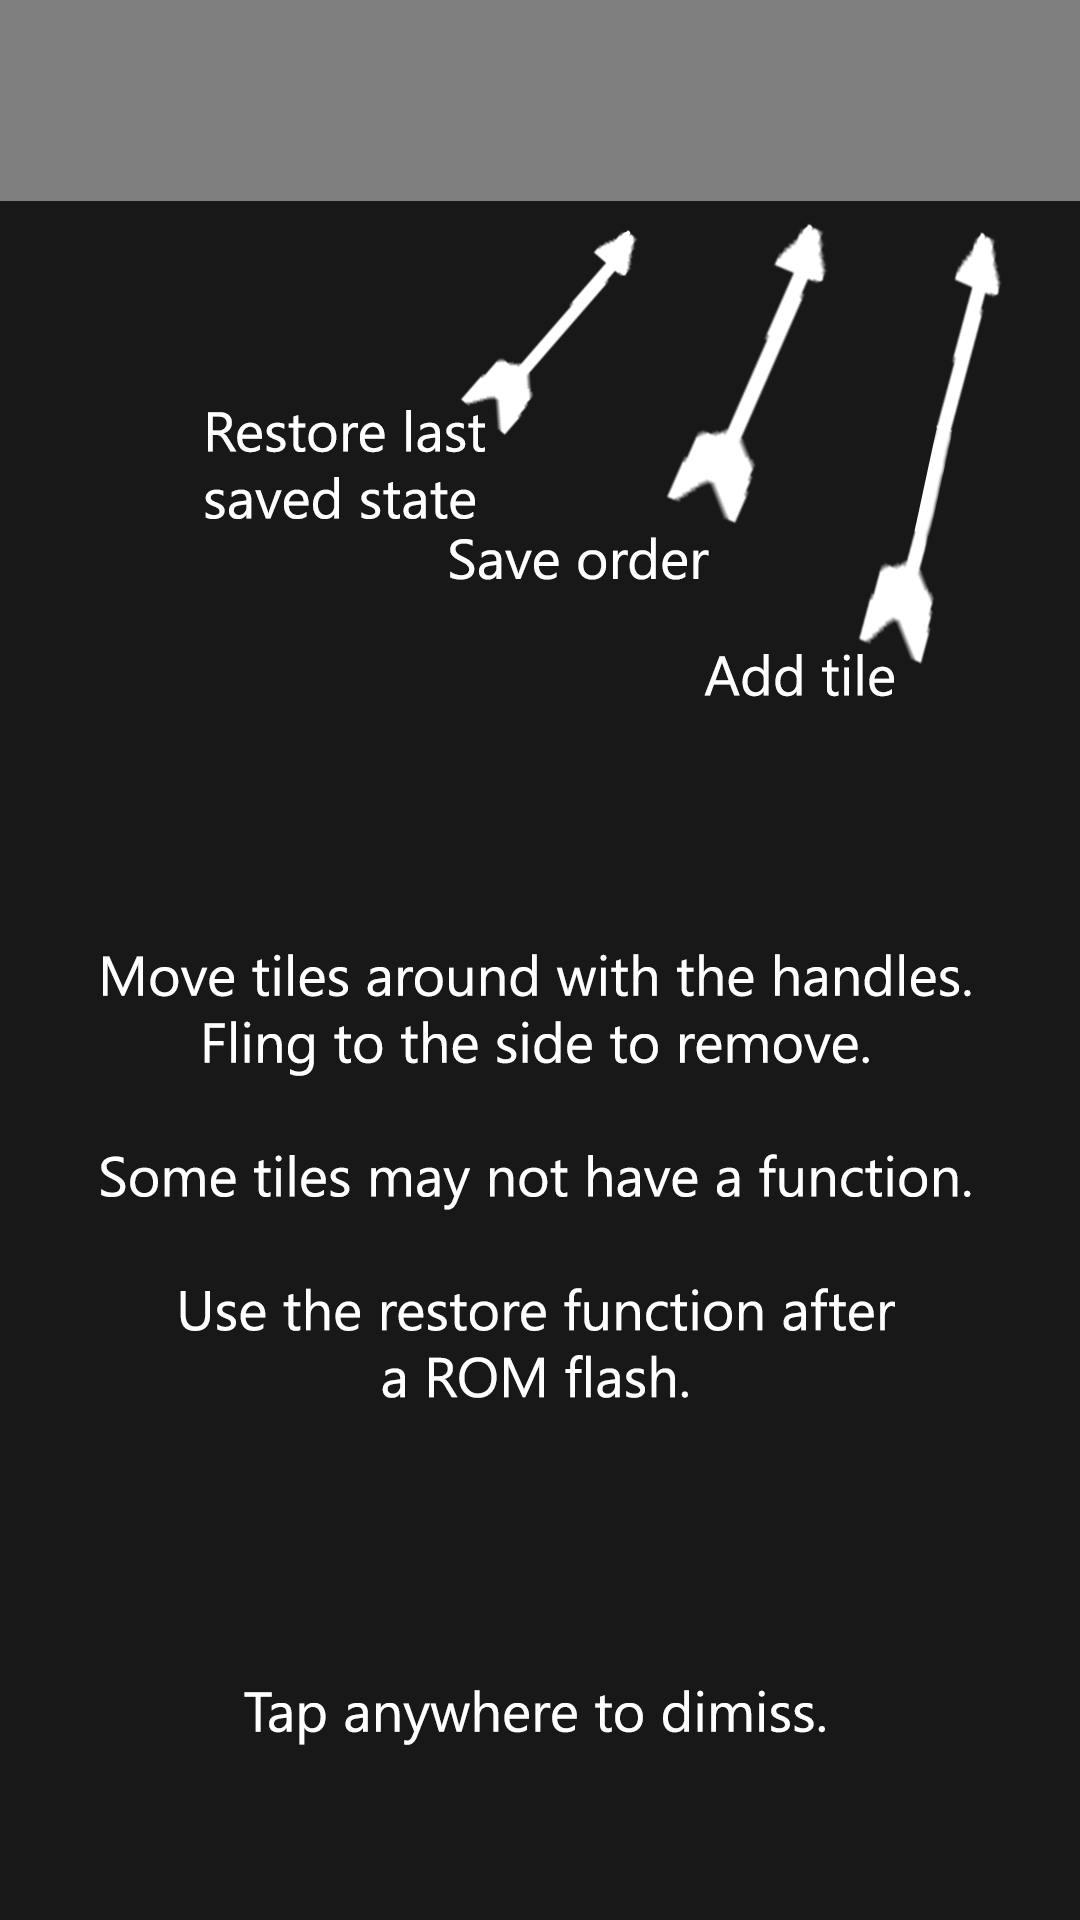 Restore last
saved state
Save order
Add tile
Move tiles around with the handles.
Fling to the side to remove.
Some tiles may not have a function.
Use the restore function after
a ROM flash.
Tap anywhere to dimiss.